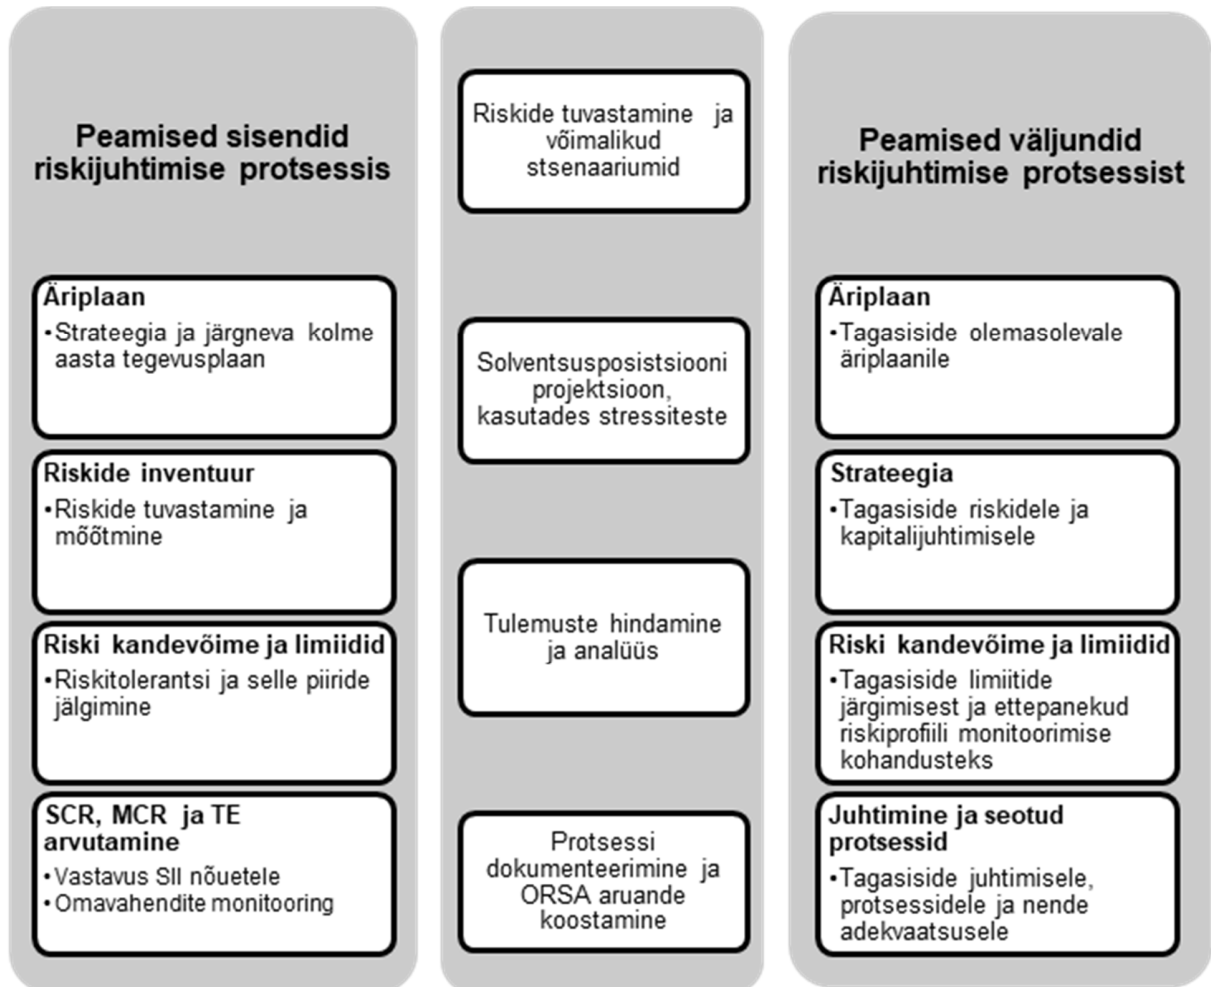 Peamised sisendid
riskijuhtimise protsessis
Äriplaan
•Strateegia ja järgneva kolme
aasta tegevusplaan
Riskide inventuur
•Riskide tuvastamine ja
mõõtmine
Riski kandevõime ja limiidid
•Riskitolerantsi ja selle piiride
jälgimine
SCR, MCR ja TE
arvutamine
•Vastavus SII nõuetele
•Omavahendite monitooring
Riskide tuvastamine ja
võimalikud
stsenaariumid
Solventsusposistsiooni
projektsioon,
kasutades stressiteste
Tulemuste hindamine
ja analüüs
Protsessi
dokumenteerimine ja
ORSA aruande
koostamine
Peamised väljundid
riskijuhtimise protsessist
Äriplaan
•Tagasiside olemasolevale
äriplaanile
Strateegia
•Tagasiside riskidele ja
kapitalijuhtimisele
Riski kandevõime ja limiidid
•Tagasiside limiitide
järgimisest ja ettepanekud
riskiprofiili monitoorimise
kohandusteks
Juhtimine ja seotud
protsessid
•Tagasiside juhtimisele,
protsessidele ja nende
adekvaatsusele